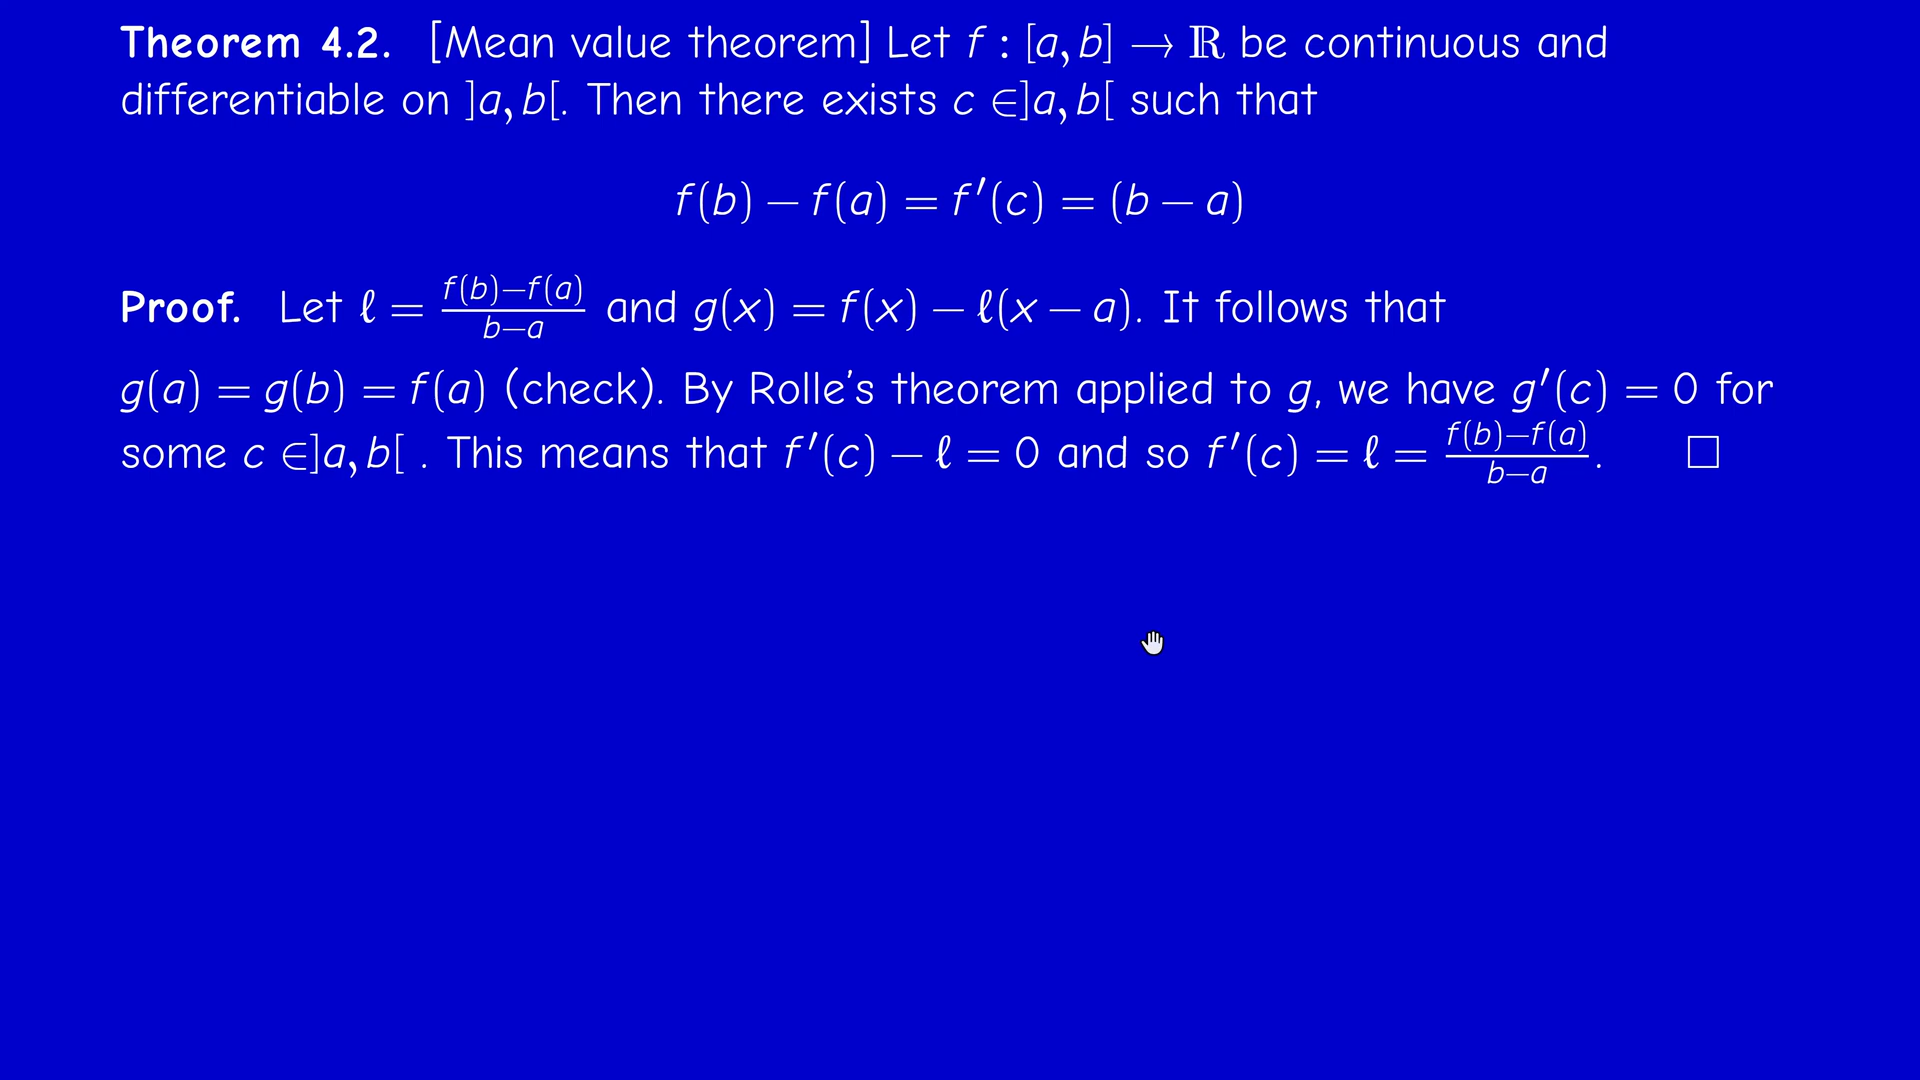 Theorem 4.2. [Mean value theorem] Let f : [a, b] → ℝ be continuous and
differentiable on ]a, b[. Then there exists c ∈]a, b[ such that
f(b) − f(a) = f′(c) = (b − a)
Proof. Let ℓ = \frac{f(b)−f(a)}{b−a} and g(x) = f(x) − ℓ(x − a). It follows that
g(a) = g(b) = f(a) (check). By Rolle's theorem applied to g, we have g′(c) = 0 for
some c ∈]a, b[ . This means that f′(c) − ℓ = 0 and so f′(c) = ℓ = \frac{f(b)−f(a)}{b−a}. □